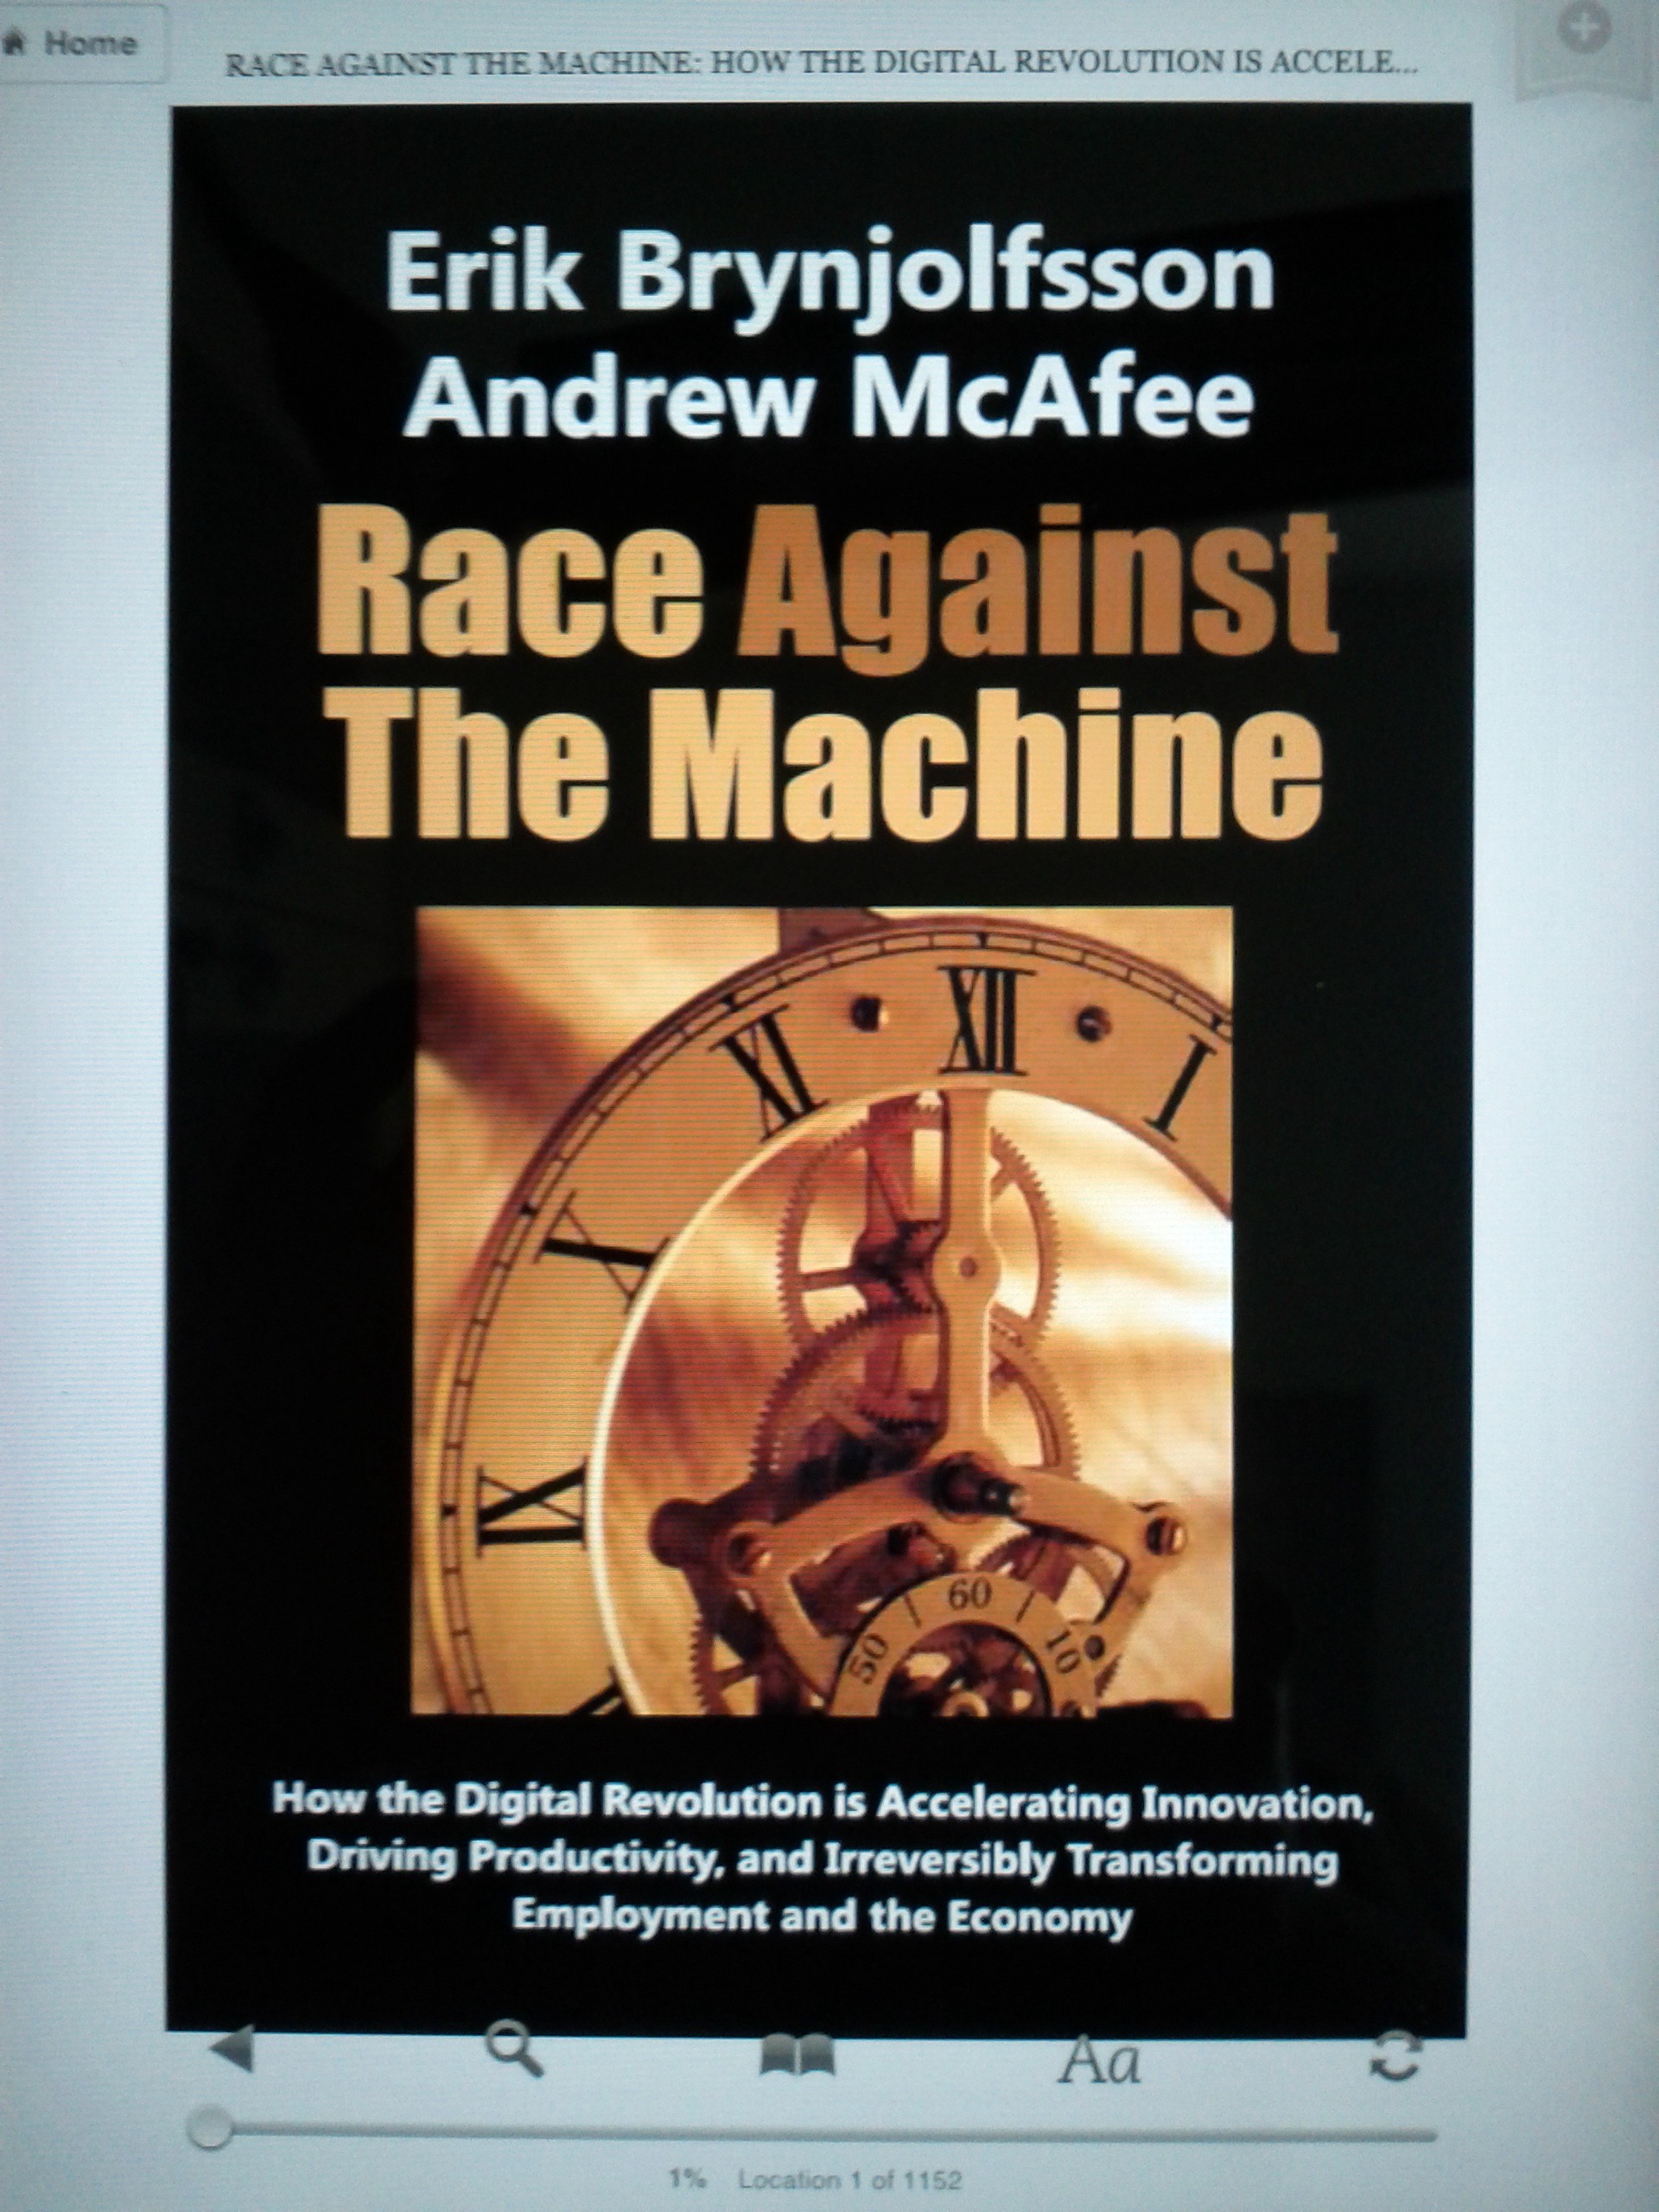 Home
RACE AGAINST THE MACHINE: HOW THE DIGITAL REVOLUTION IS ACCELE...
Erik Brynjolfsson
Andrew McAfee
Race Against
The Machine
XI XII I
X
IX
60
50 10
How the Digital Revolution is Accelerating Innovation,
Driving Productivity, and Irreversibly Transforming
Employment and the Economy
Aa
1% Location 1 of 1152